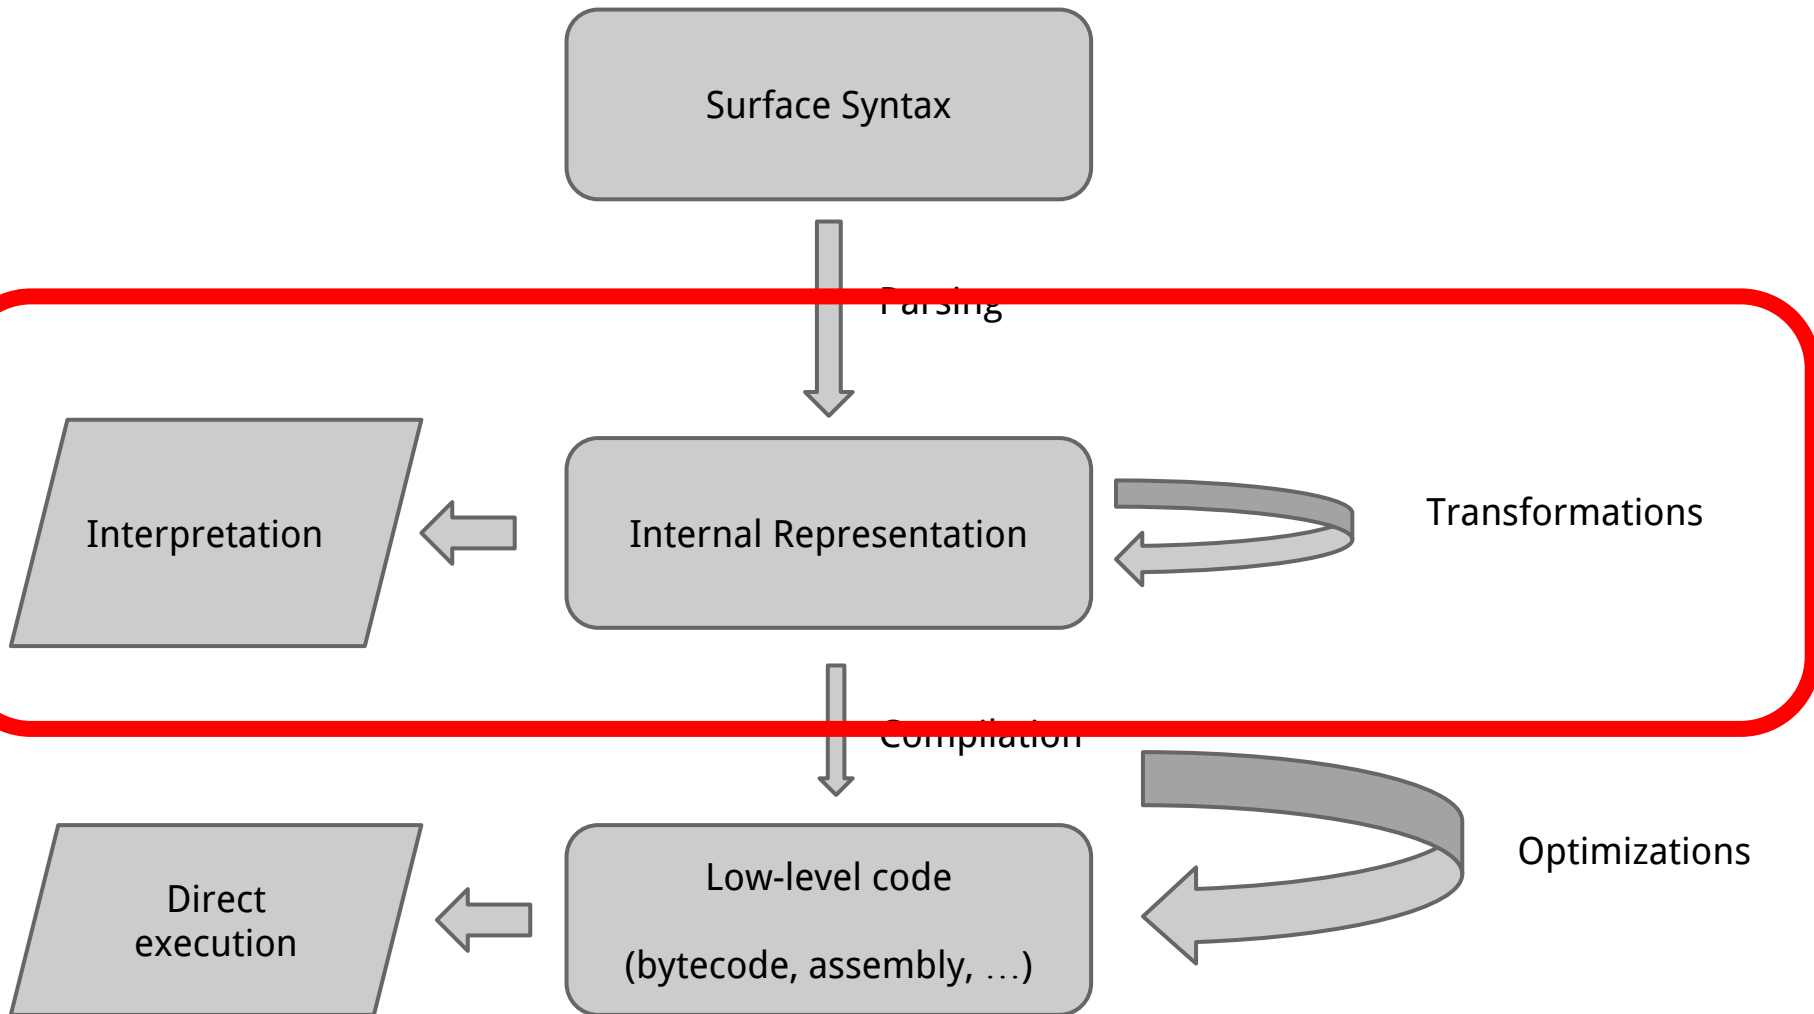 Surface Syntax
Parsing
Interpretation
Internal Representation
Transformations
Compilation
Direct
execution
Low-level code
(bytecode, assembly, …)
Optimizations